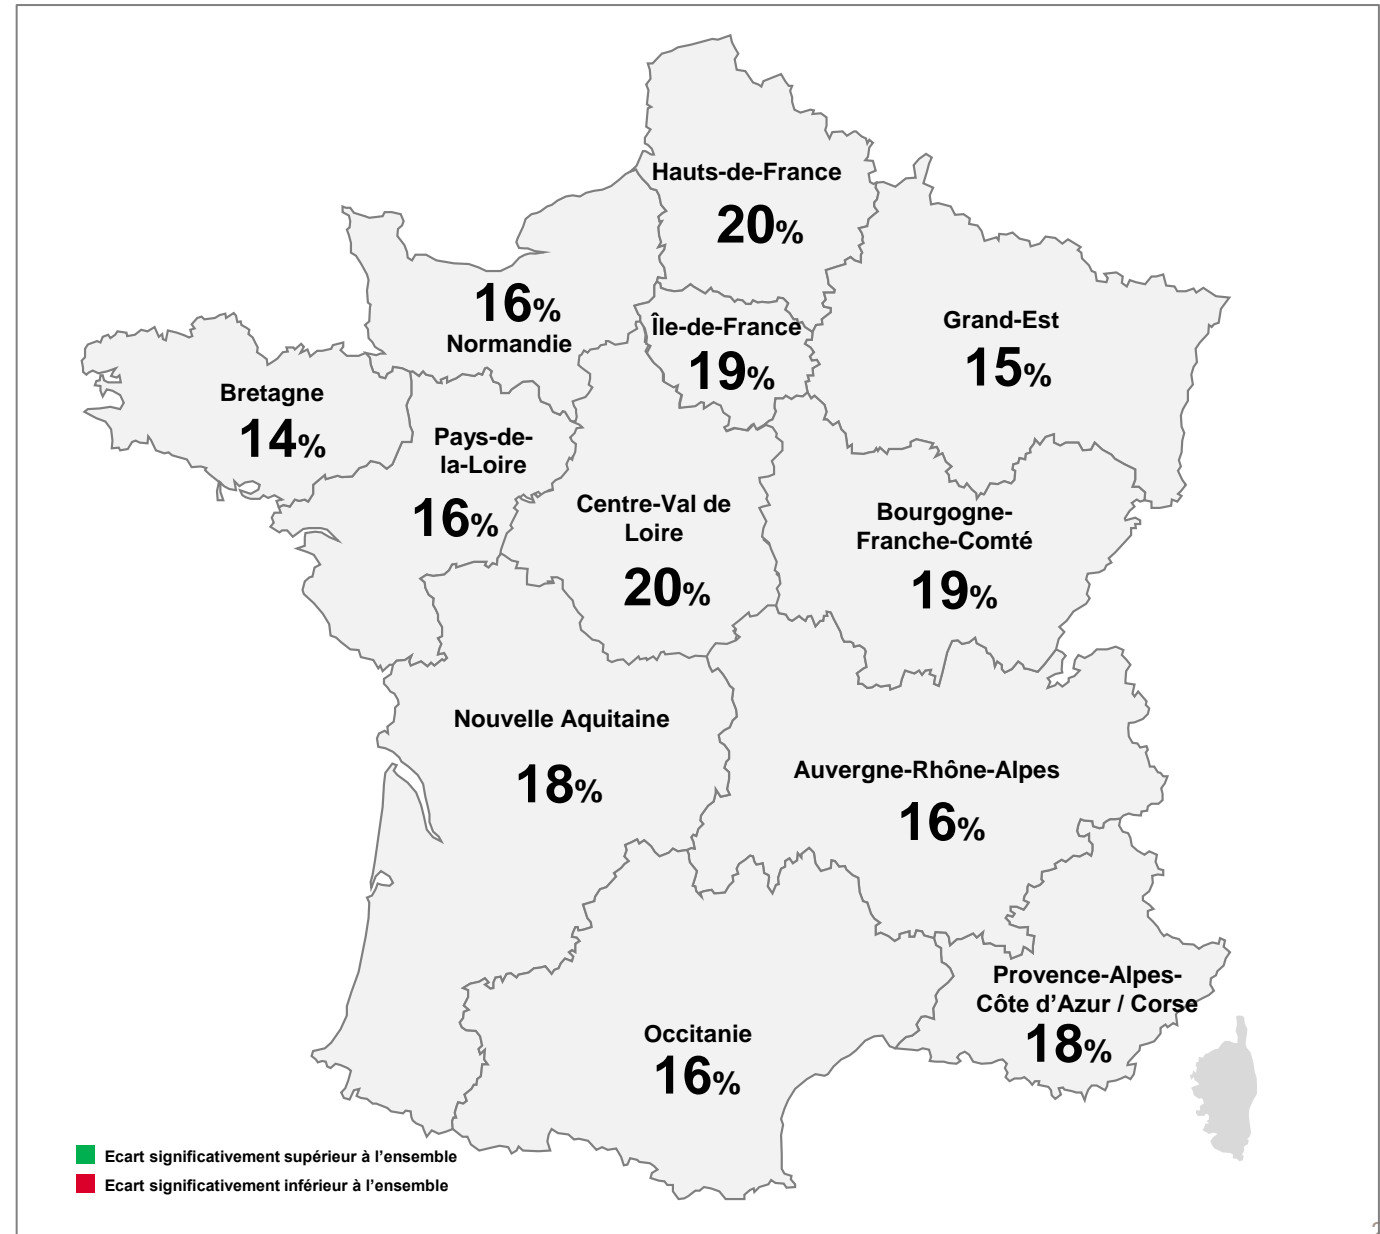 Hauts-de-France
20%
16%
Normandie
Île-de-France
19%
Grand-Est
15%
Bretagne
14%
Pays-de-
la-Loire
16%
Centre-Val de
Loire
20%
Bourgogne-
Franche-Comté
19%
Nouvelle Aquitaine
18%
Auvergne-Rhône-Alpes
16%
Provence-Alpes-
Côte d’Azur / Corse
18%
Occitanie
16%
Ecart significativement supérieur à l’ensemble
Ecart significativement inférieur à l’ensemble